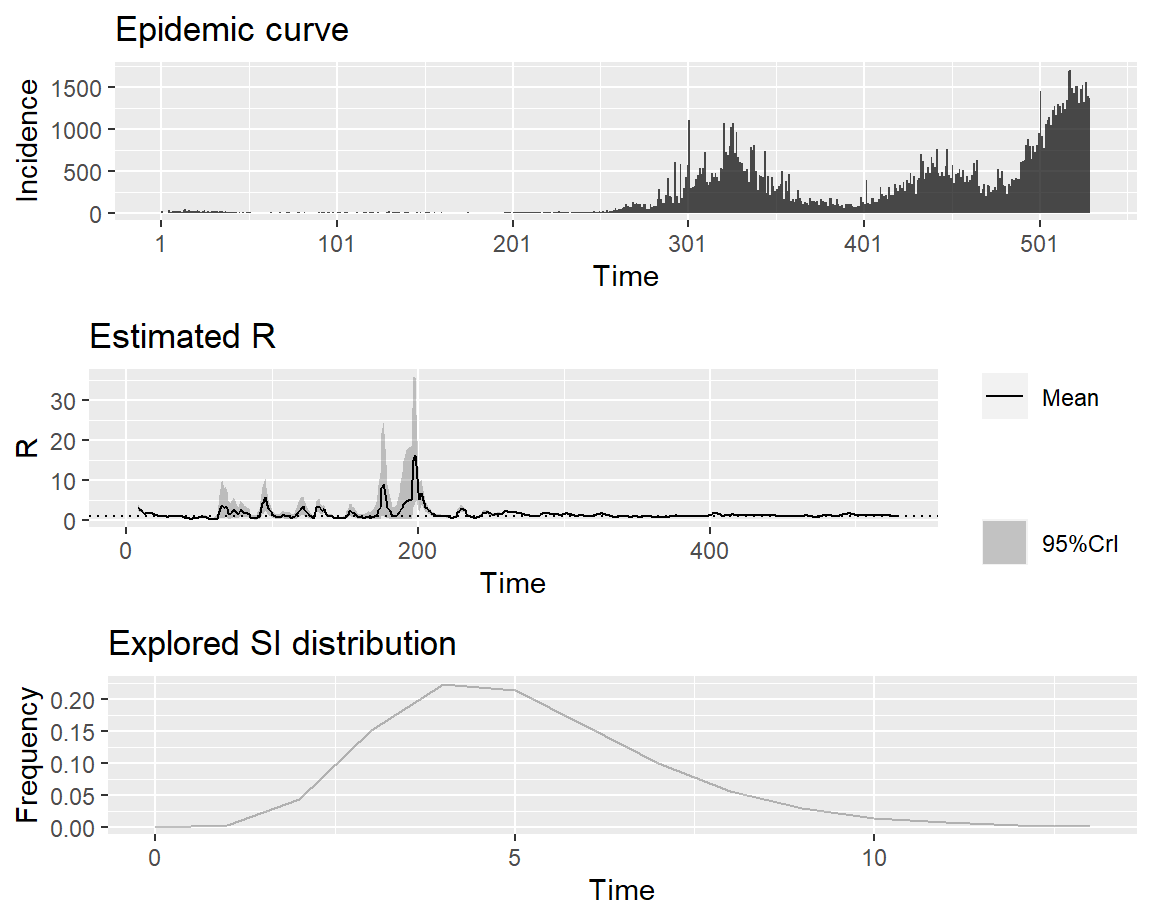 Epidemic curve
Incidence
1500
1000
500
0
1 101 201 301 401 501
Time
Estimated R
R
30
20
10
0
0 200 400
Time
Mean
95%CrI
Explored SI distribution
Frequency
0.20
0.15
0.10
0.05
0.00
0 5 10
Time